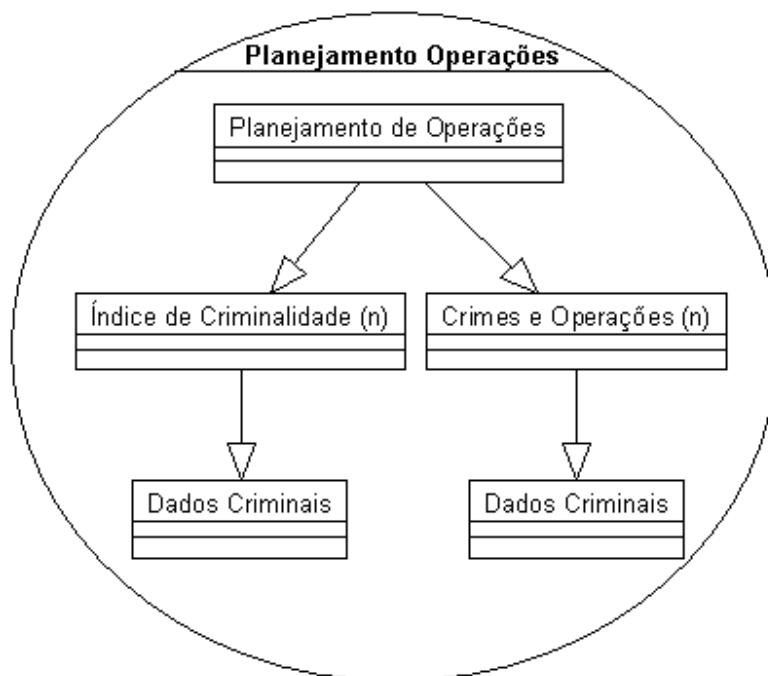 Planejamento Operações
Planejamento de Operações
Índice de Criminalidade (n)
Crimes e Operações (n)
Dados Criminais
Dados Criminais